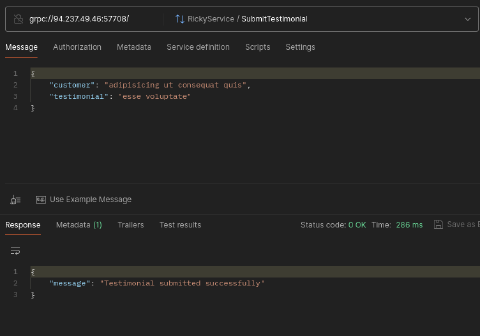 grpc://94.237.49.46:57708/ RickyService / SubmitTestimonial
Message Authorization Metadata Service definition Scripts Settings
1 {
2 "customer": "adipisicing ut consequat quis",
3 "testimonial": "esse voluptate"
4 }
Use Example Message
Response Metadata (1) Trailers Test results Status code: 0 OK Time: 286 ms Save as E
1 {
2 "message": "Testimonial submitted successfully"
3 }